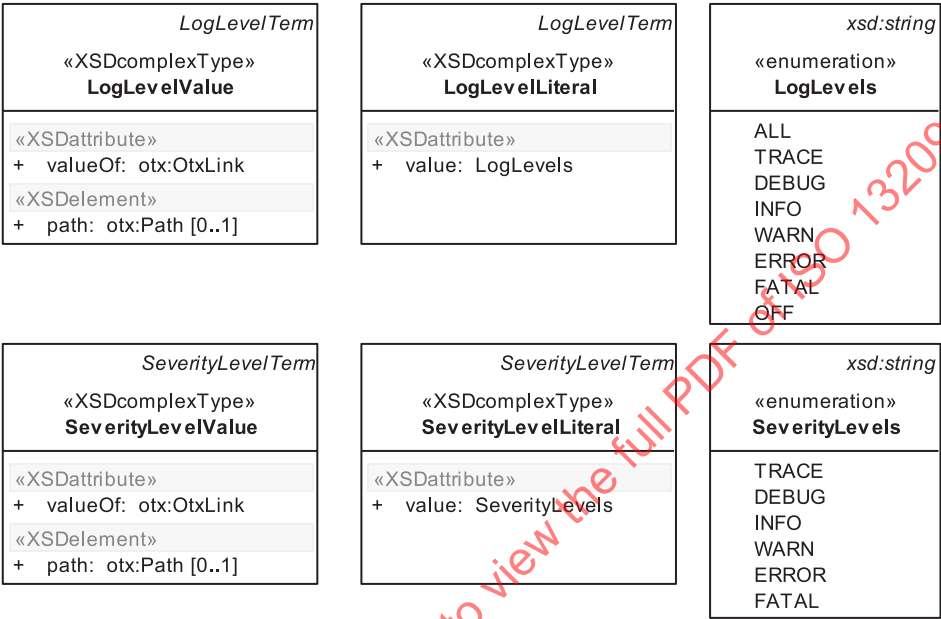 LogLevelTerm
«XSDcomplexType»
LogLevelValue
«XSDattribute»
+ valueOf: otx:OtxLink
«XSDelement»
+ path: otx:Path [0..1]
LogLevelTerm
«XSDcomplexType»
LogLevelLiteral
«XSDattribute»
+ value: LogLevels
xsd:string
«enumeration»
LogLevels
ALL
TRACE
DEBUG
INFO
WARN
ERROR
FATAL
OFF
SeverityLevelTerm
«XSDcomplexType»
SeverityLevelValue
«XSDattribute»
+ valueOf: otx:OtxLink
«XSDelement»
+ path: otx:Path [0..1]
SeverityLevelTerm
«XSDcomplexType»
SeverityLevelLiteral
«XSDattribute»
+ value: SeverityLevels
xsd:string
«enumeration»
SeverityLevels
TRACE
DEBUG
INFO
WARN
ERROR
FATAL
to view the full PDF of ISO 13209